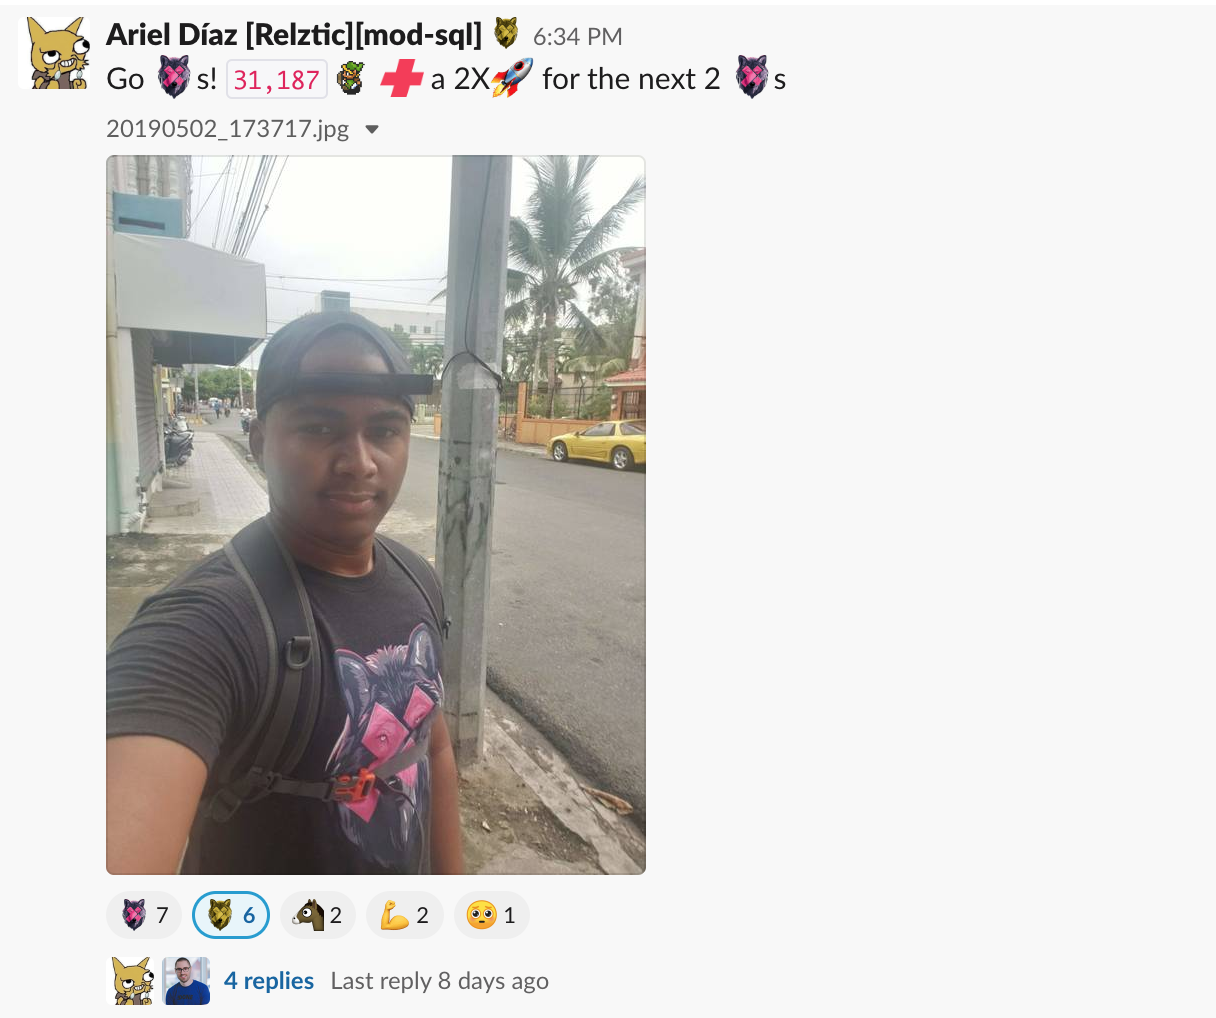 Ariel Díaz [Relztic][mod-sql] 6:34 PM
Go s! 31,187 a 2X for the next 2 s
20190502_173717.jpg
7 6 2 2 1
4 replies Last reply 8 days ago